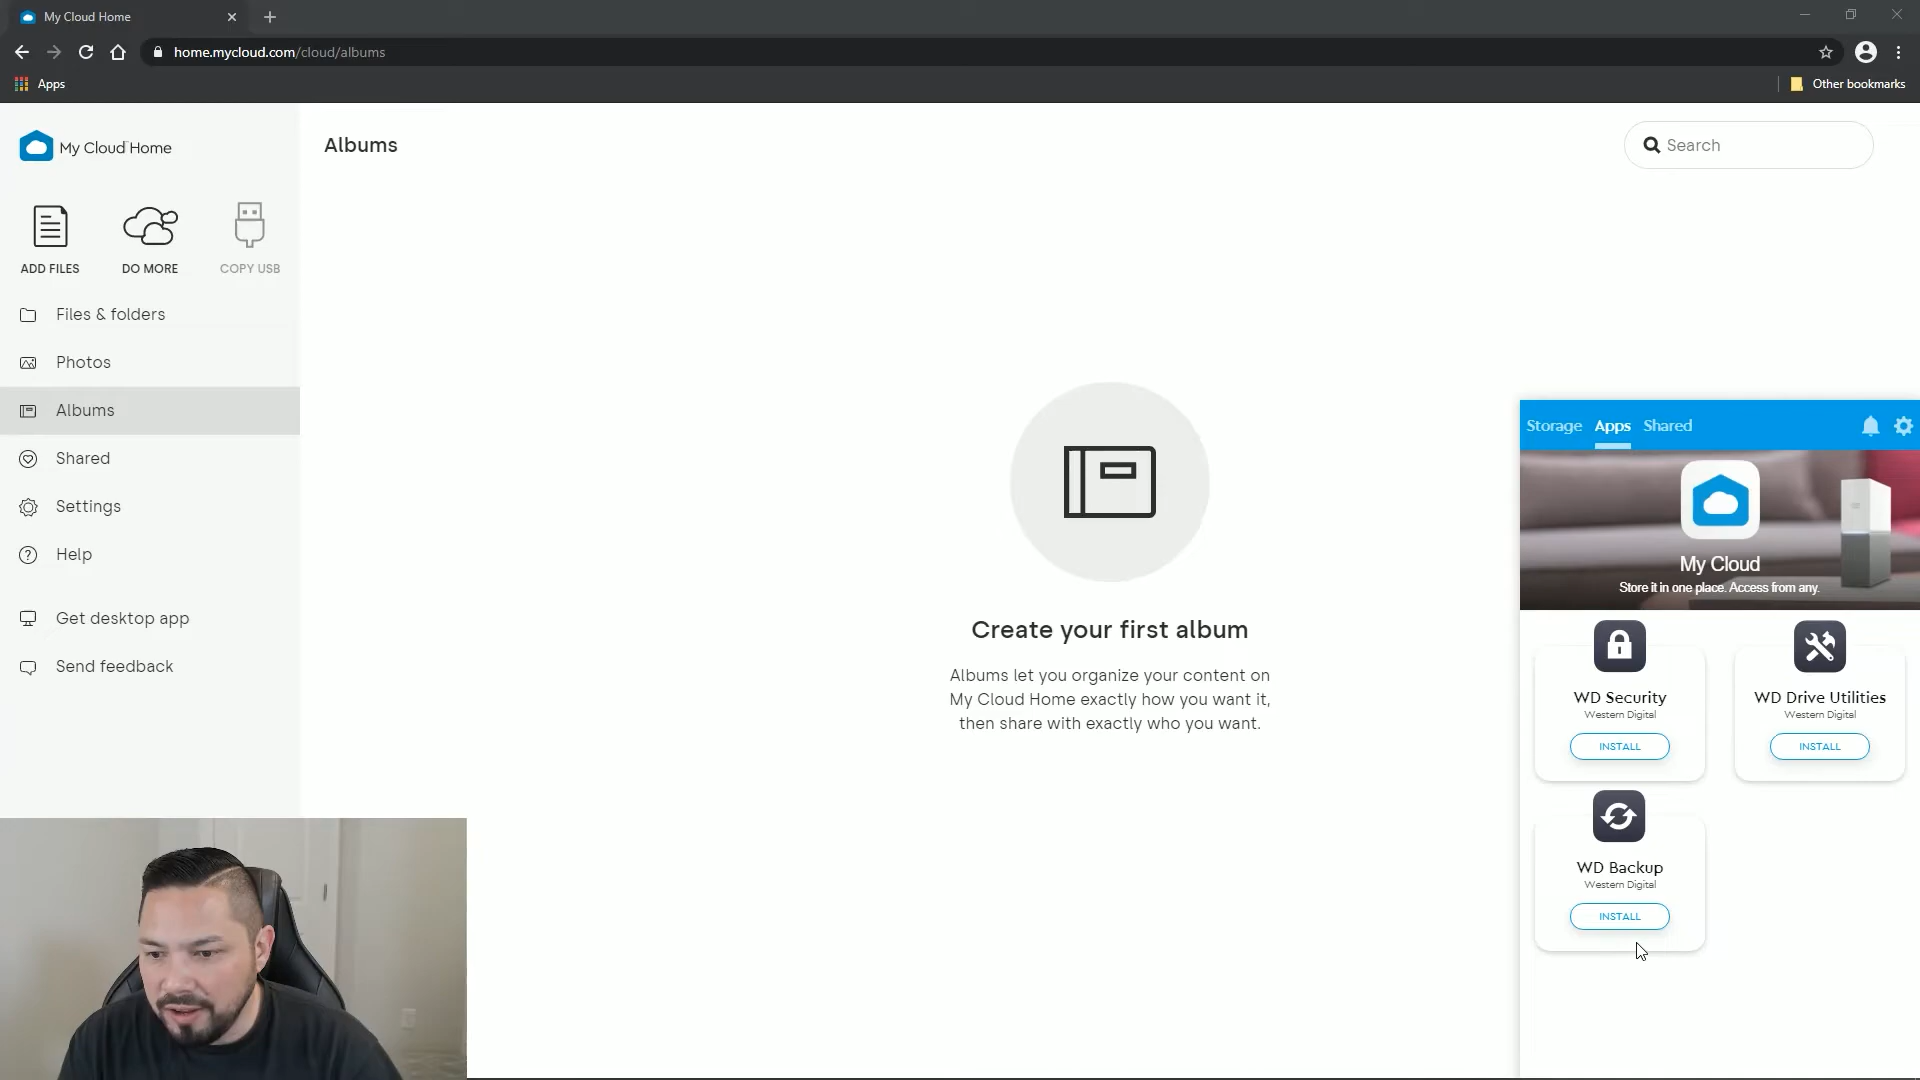 My Cloud Home
home.mycloud.com/cloud/albums
Apps
Other bookmarks
My Cloud Home
Albums
Search
ADD FILES
DO MORE
COPY USB
Files & folders
Photos
Albums
Shared
Settings
Help
Get desktop app
Send feedback
Create your first album
Albums let you organize your content on
My Cloud Home exactly how you want it,
then share with exactly who you want.
Storage Apps Shared
My Cloud
Store it in one place. Access from any.
WD Security
Western Digital
INSTALL
WD Drive Utilities
Western Digital
INSTALL
WD Backup
Western Digital
INSTALL